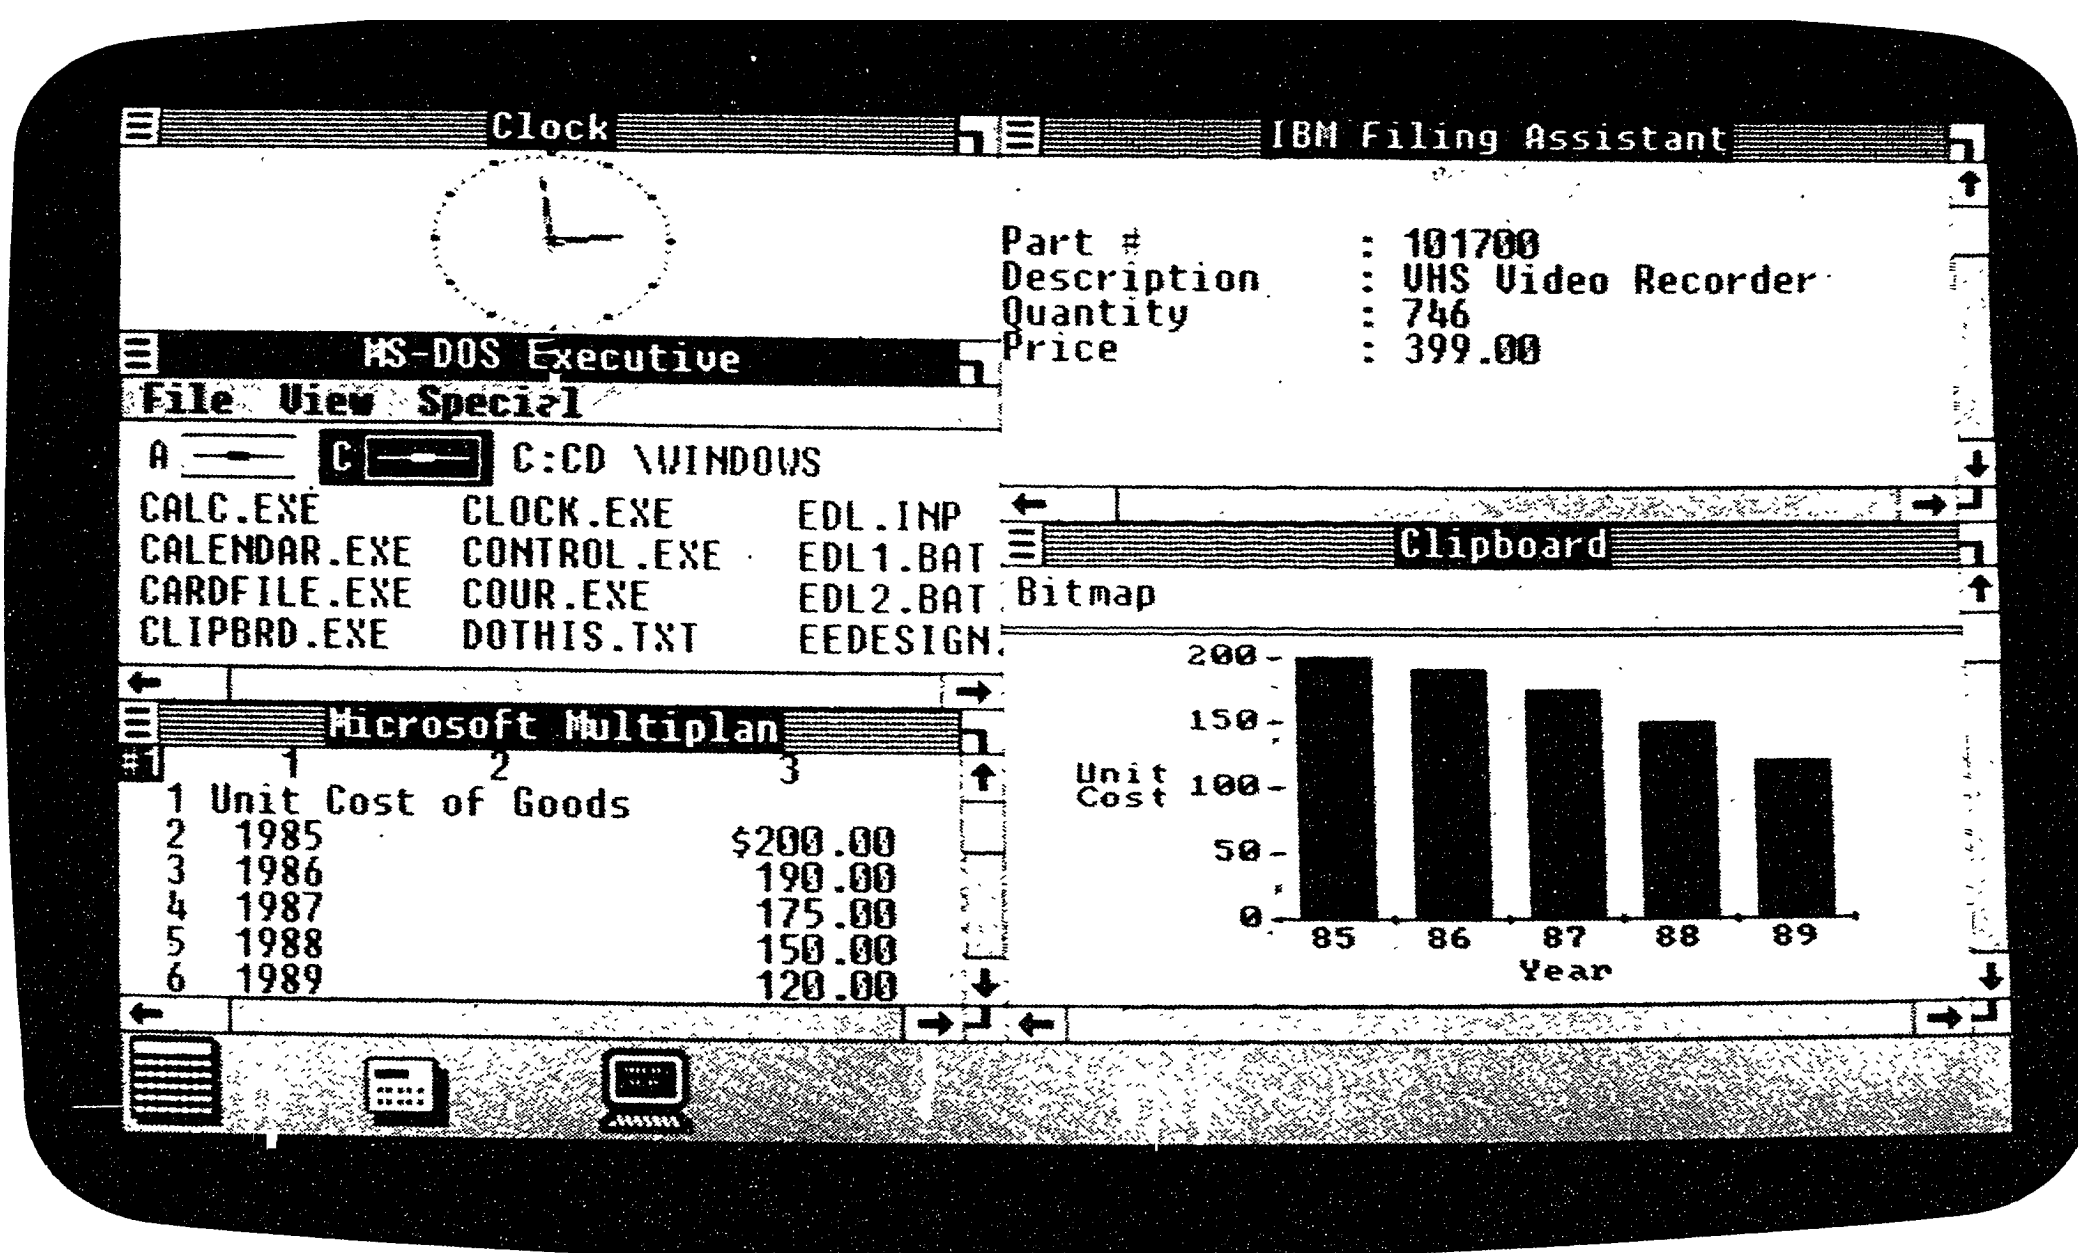 Clock
MS-DOS Executive
File View Special
A C C:CD \WINDOWS
CALC.EXE CLOCK.EXE EDL.INP
CALENDAR.EXE CONTROL.EXE EDL1.BAT
CARDFILE.EXE COUR.EXE EDL2.BAT
CLIPBRD.EXE DOTHIS.TXT EEDESIGN.
Microsoft Multiplan
#1 1 2 3
1 Unit Cost of Goods
2 1985 $200.00
3 1986 190.00
4 1987 175.00
5 1988 150.00
6 1989 120.00
IBM Filing Assistant
Part # : 101700
Description : VHS Video Recorder
Quantity : 746
Price : 399.00
Clipboard
Bitmap
200
150
Unit
Cost
100
50
0
85 86 87 88 89
Year